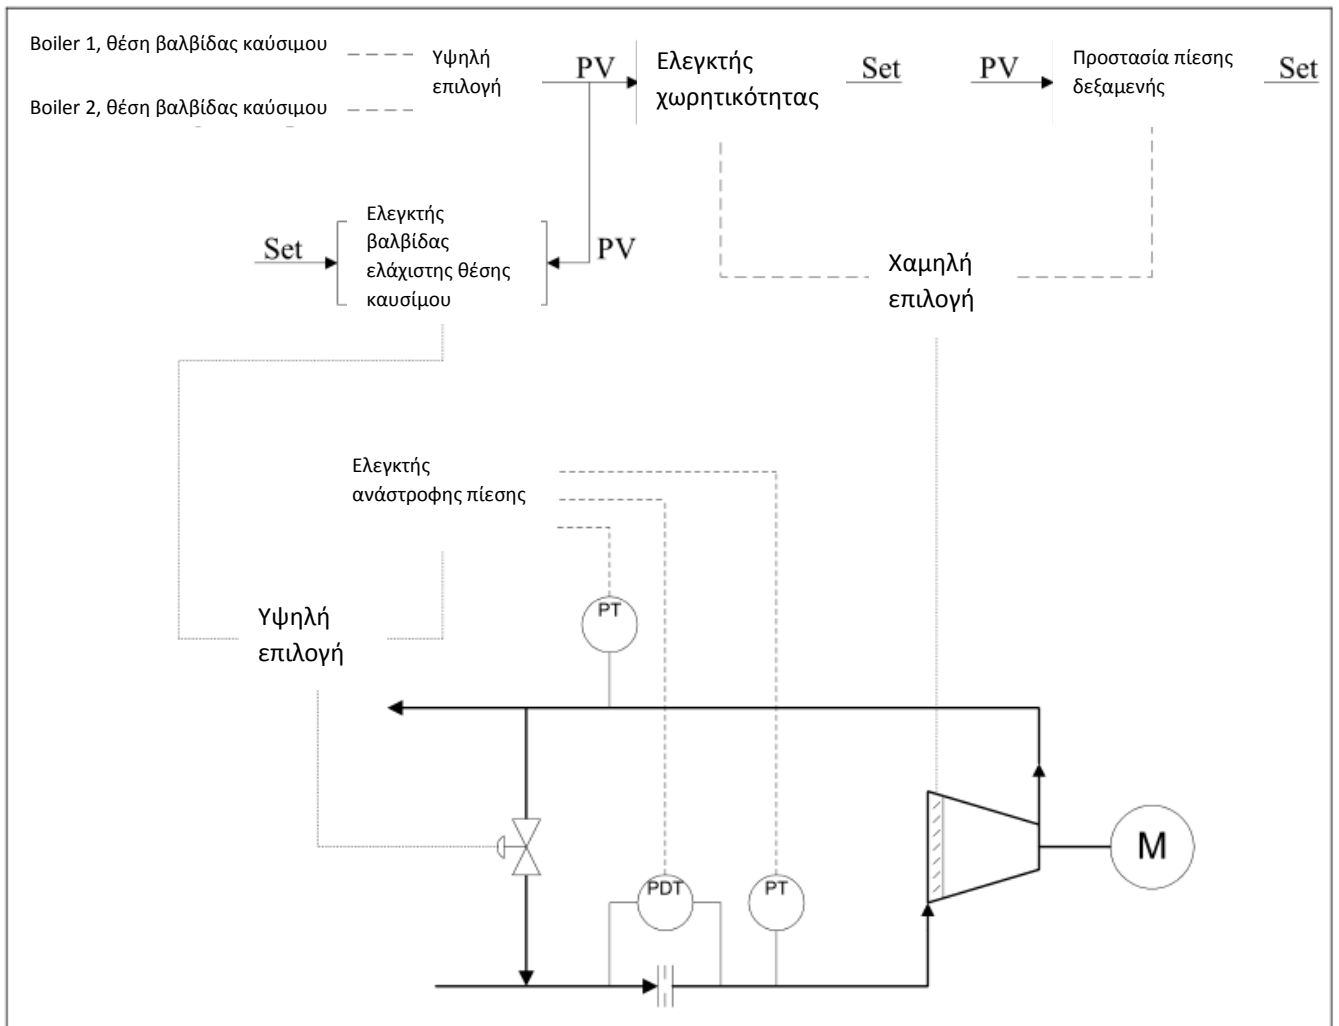 Boiler 1, θέση βαλβίδας καύσιμου
Boiler 2, θέση βαλβίδας καύσιμου
Υψηλή
επιλογή
PV
Ελεγκτής
χωρητικότητας
Set
PV
Προστασία πίεσης
δεξαμενής
Set
Set
Ελεγκτής
βαλβίδας
ελάχιστης θέσης
καυσίμου
PV
Χαμηλή
επιλογή
Ελεγκτής
ανάστροφης πίεσης
Υψηλή
επιλογή
PT
PDT
PT
M